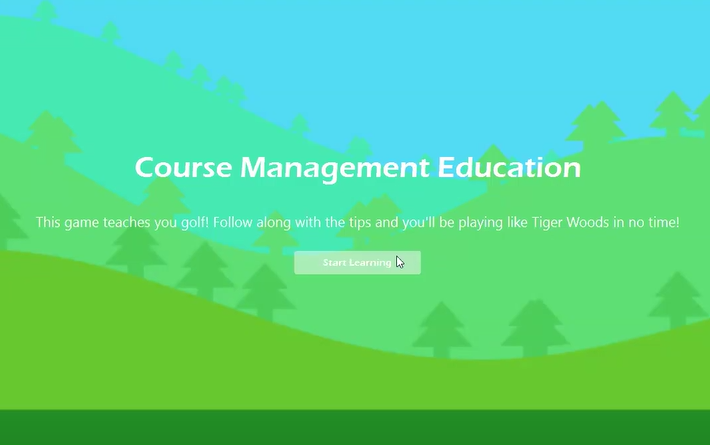 Course Management Education
This game teaches you golf! Follow along with the tips and you'll be playing like Tiger Woods in no time!
Start Learning